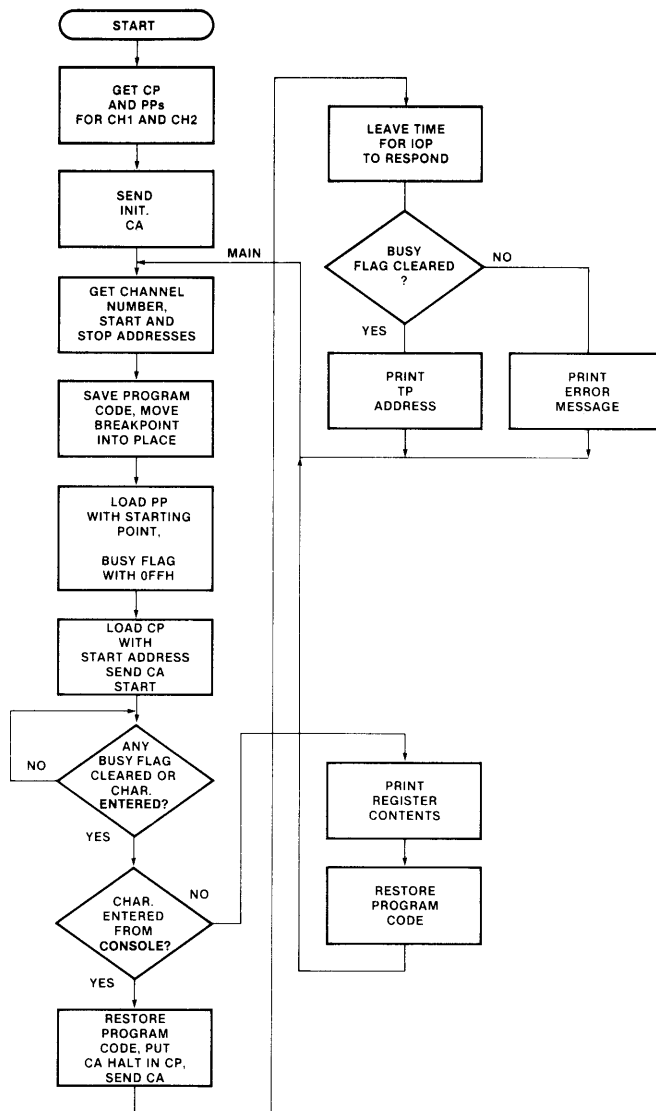 START
GET CP
AND PPs
FOR CH1 AND CH2
SEND
INIT.
CA
MAIN
GET CHANNEL
NUMBER,
START AND
STOP ADDRESSES
SAVE PROGRAM
CODE, MOVE
BREAKPOINT
INTO PLACE
LOAD PP
WITH STARTING
POINT,
BUSY FLAG
WITH 0FFH
LOAD CP
WITH
START ADDRESS
SEND CA
START
ANY
BUSY FLAG
CLEARED OR
CHAR.
ENTERED?
NO
YES
CHAR.
ENTERED
FROM
CONSOLE?
NO
YES
RESTORE
PROGRAM
CODE, PUT
CA HALT IN CP,
SEND CA
LEAVE TIME
FOR IOP
TO RESPOND
BUSY
FLAG CLEARED
?
NO
YES
PRINT
TP
ADDRESS
PRINT
ERROR
MESSAGE
PRINT
REGISTER
CONTENTS
RESTORE
PROGRAM
CODE